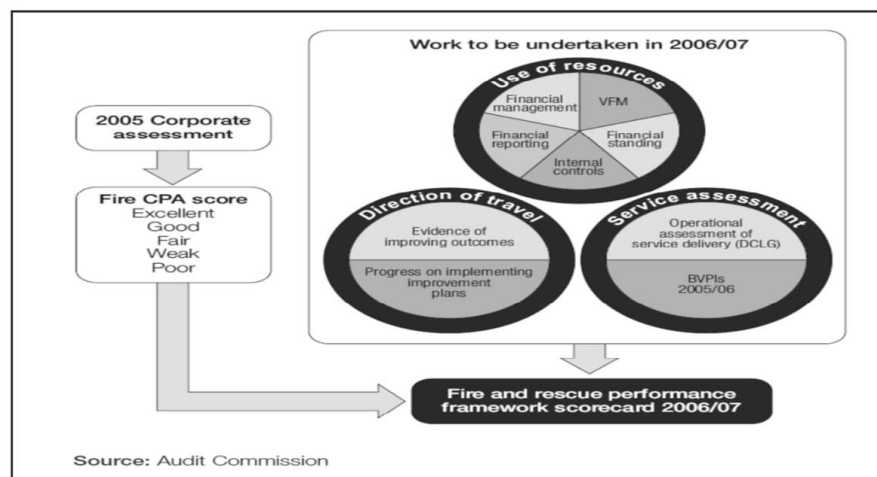 Work to be undertaken in 2006/07
Use of resources
Financial
management
VFM
Financial
reporting
Financial
standing
Internal
controls
2005 Corporate
assessment
Fire CPA score
Excellent
Good
Fair
Weak
Poor
Direction of travel
Evidence of
improving outcomes
Progress on implementing
improvement
plans
Service assessment
Operational
assessment of
service delivery (DCLG)
BVPIs
2005/06
Fire and rescue performance
framework scorecard 2006/07
Source: Audit Commission